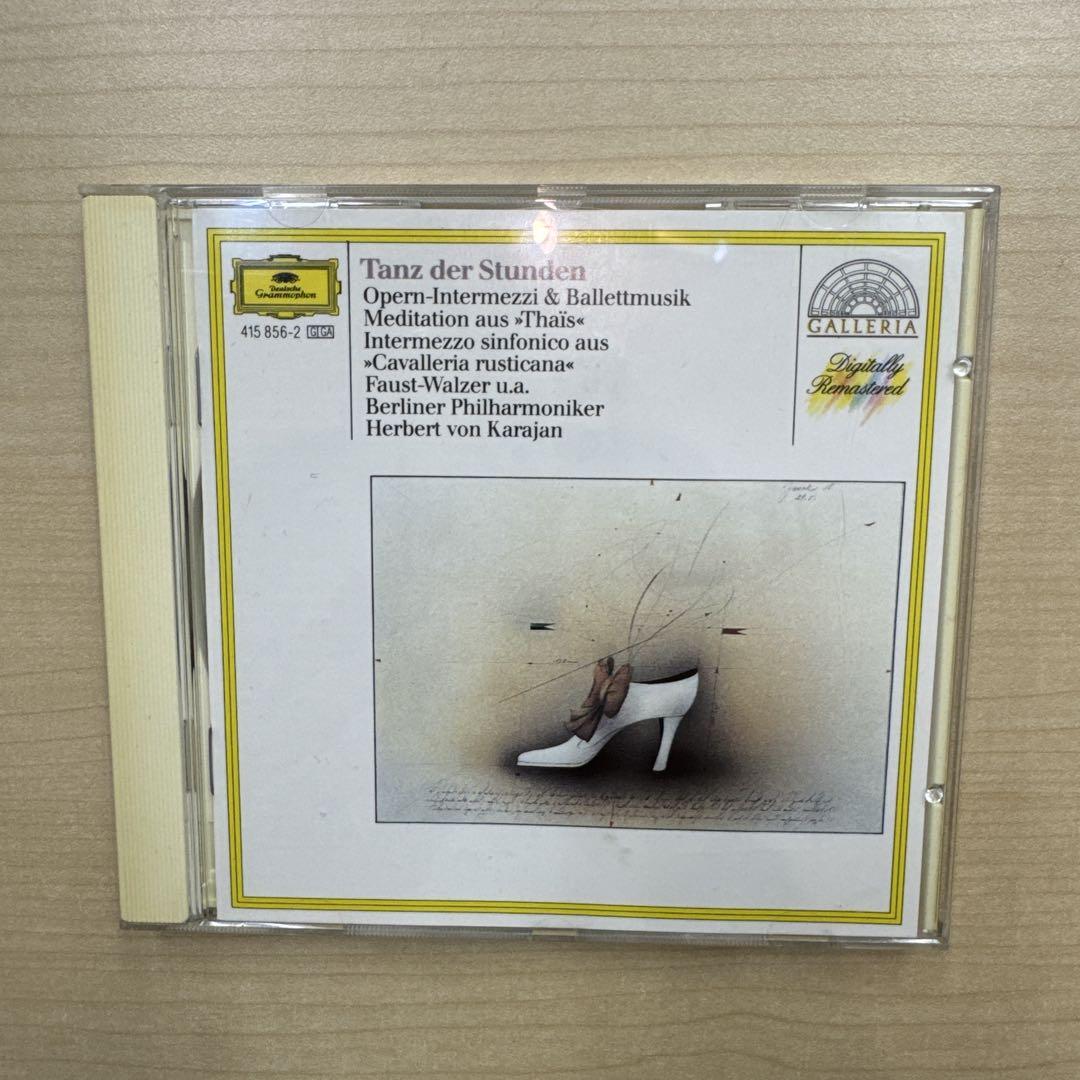 Deutsche
Grammophon
415 856-2 G|GA
Tanz der Stunden
Opern-Intermezzi & Ballettmusik
Meditation aus »Thaïs«
Intermezzo sinfonico aus
»Cavalleria rusticana«
Faust-Walzer u.a.
Berliner Philharmoniker
Herbert von Karajan
GALLERIA
Digitally
Remastered